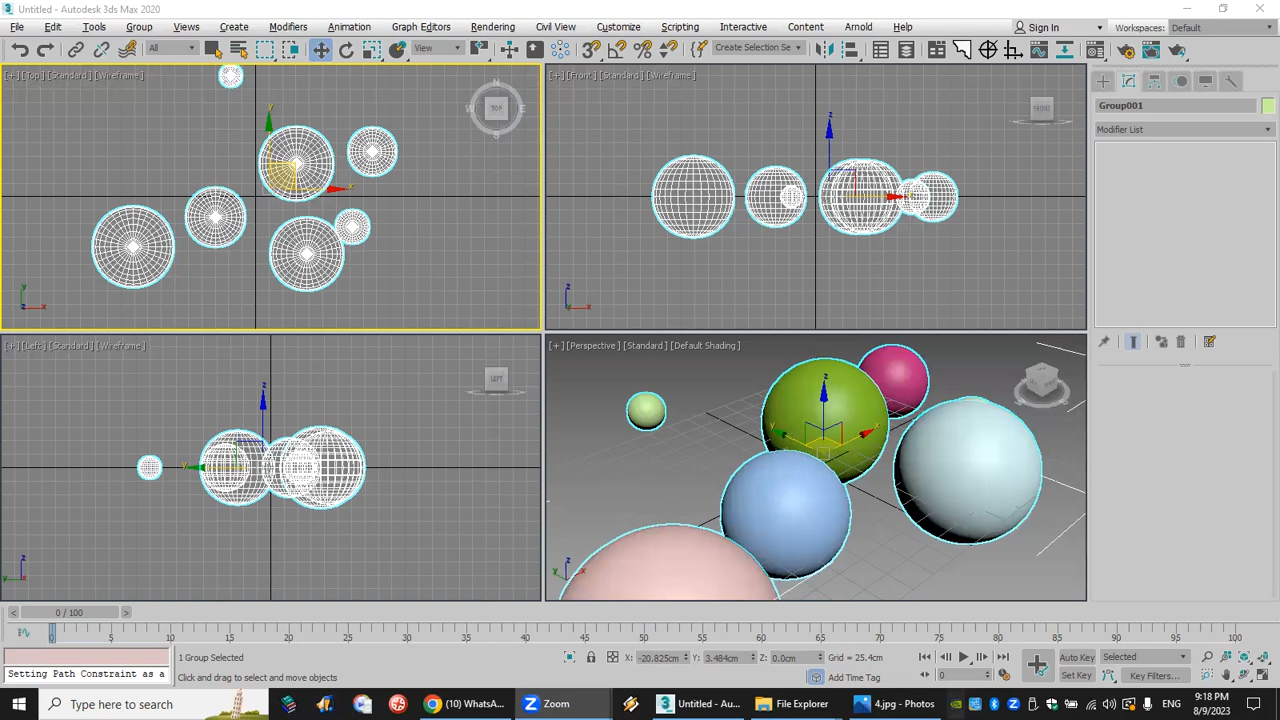 Untitled - Autodesk 3ds Max 2020
File Edit Tools Group Views Create Modifiers Animation Graph Editors Rendering Civil View Customize Scripting Interactive Content Arnold Help Sign In Workspaces: Default
All View Create Selection Se
[+] [Top] [Standard] [Wireframe]
N
W TOP E
S
y
x
y
z x
[+] [Front] [Standard] [Wireframe]
FRONT
z
x
z
x
Group001
Modifier List
[+] [Left] [Standard] [Wireframe]
LEFT
z
y
z
y
[+] [Perspective] [Standard] [Default Shading]
z
y x
z
y x
< 0 / 100 >
0 5 10 15 20 25 30 35 40 45 50 55 60 65 70 75 80 85 90 95 100
1 Group Selected
X: -20.825cm Y: 3.484cm Z: 0.0cm Grid = 25.4cm
Auto Key Selected
Setting Path Constraint as a
Click and drag to select and move objects
Add Time Tag
0
Set Key Key Filters...
Type here to search
(10) WhatsA...
Zoom
Untitled - Au...
File Explorer
4.jpg - Photos
ENG
9:18 PM
8/9/2023